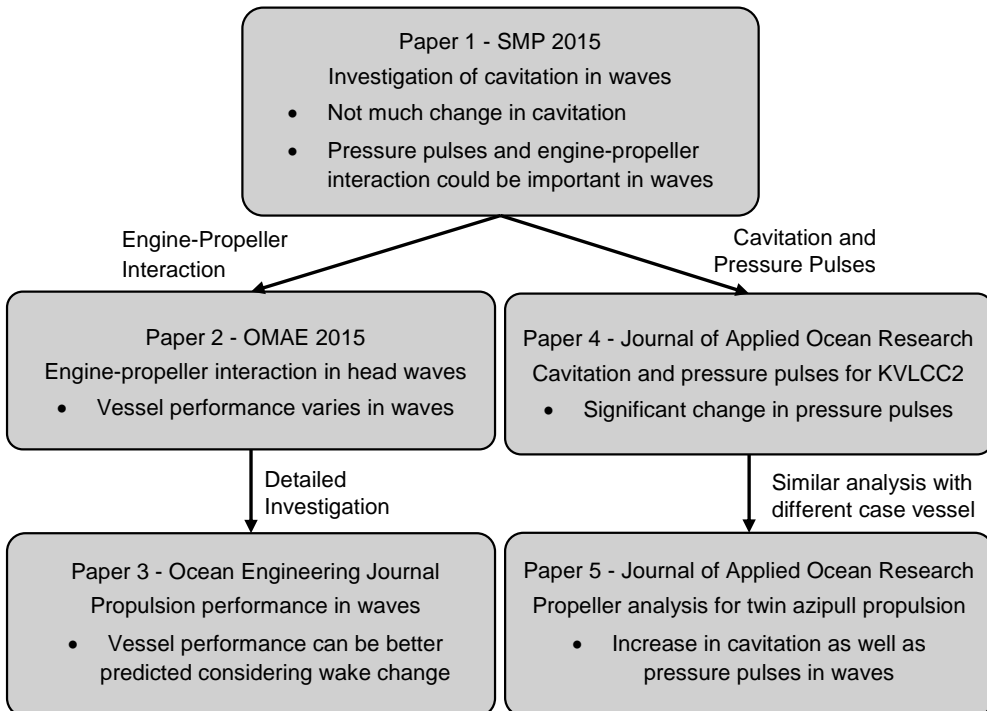 Paper 1 - SMP 2015
Investigation of cavitation in waves
• Not much change in cavitation
• Pressure pulses and engine-propeller
interaction could be important in waves
Engine-Propeller
Interaction
Cavitation and
Pressure Pulses
Paper 2 - OMAE 2015
Engine-propeller interaction in head waves
• Vessel performance varies in waves
Paper 4 - Journal of Applied Ocean Research
Cavitation and pressure pulses for KVLCC2
• Significant change in pressure pulses
Detailed
Investigation
Similar analysis with
different case vessel
Paper 3 - Ocean Engineering Journal
Propulsion performance in waves
• Vessel performance can be better
predicted considering wake change
Paper 5 - Journal of Applied Ocean Research
Propeller analysis for twin azipull propulsion
• Increase in cavitation as well as
pressure pulses in waves